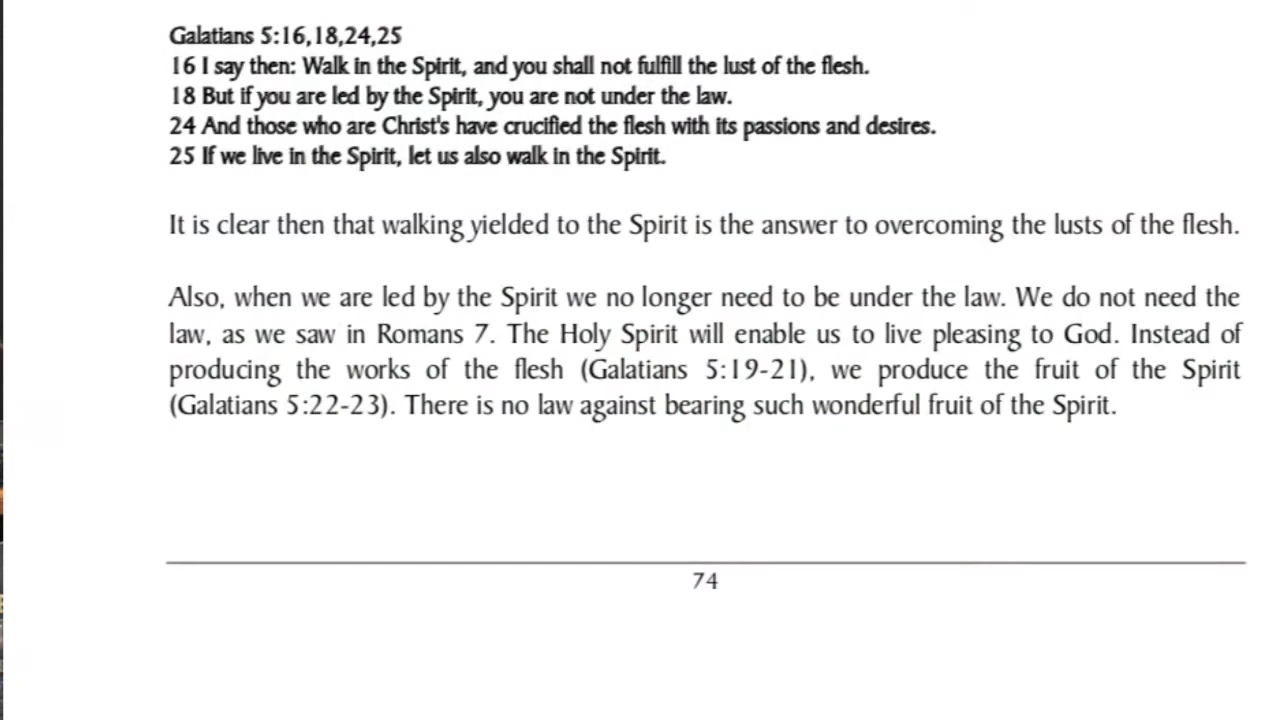 Galatians 5:16,18,24,25
16 I say then: Walk in the Spirit, and you shall not fulfill the lust of the flesh.
18 But if you are led by the Spirit, you are not under the law.
24 And those who are Christ's have crucified the flesh with its passions and desires.
25 If we live in the Spirit, let us also walk in the Spirit.
It is clear then that walking yielded to the Spirit is the answer to overcoming the lusts of the flesh.
Also, when we are led by the Spirit we no longer need to be under the law. We do not need the
law, as we saw in Romans 7. The Holy Spirit will enable us to live pleasing to God. Instead of
producing the works of the flesh (Galatians 5:19-21), we produce the fruit of the Spirit
(Galatians 5:22-23). There is no law against bearing such wonderful fruit of the Spirit.
74